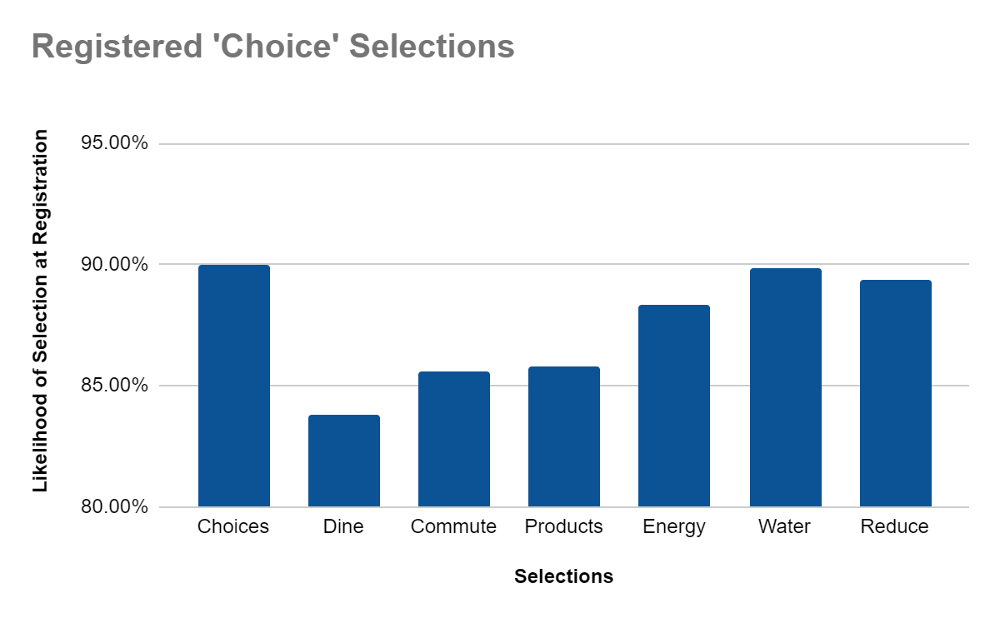 Registered 'Choice' Selections
Likelihood of Selection at Registration
95.00%
90.00%
85.00%
80.00%
Choices Dine Commute Products Energy Water Reduce
Selections